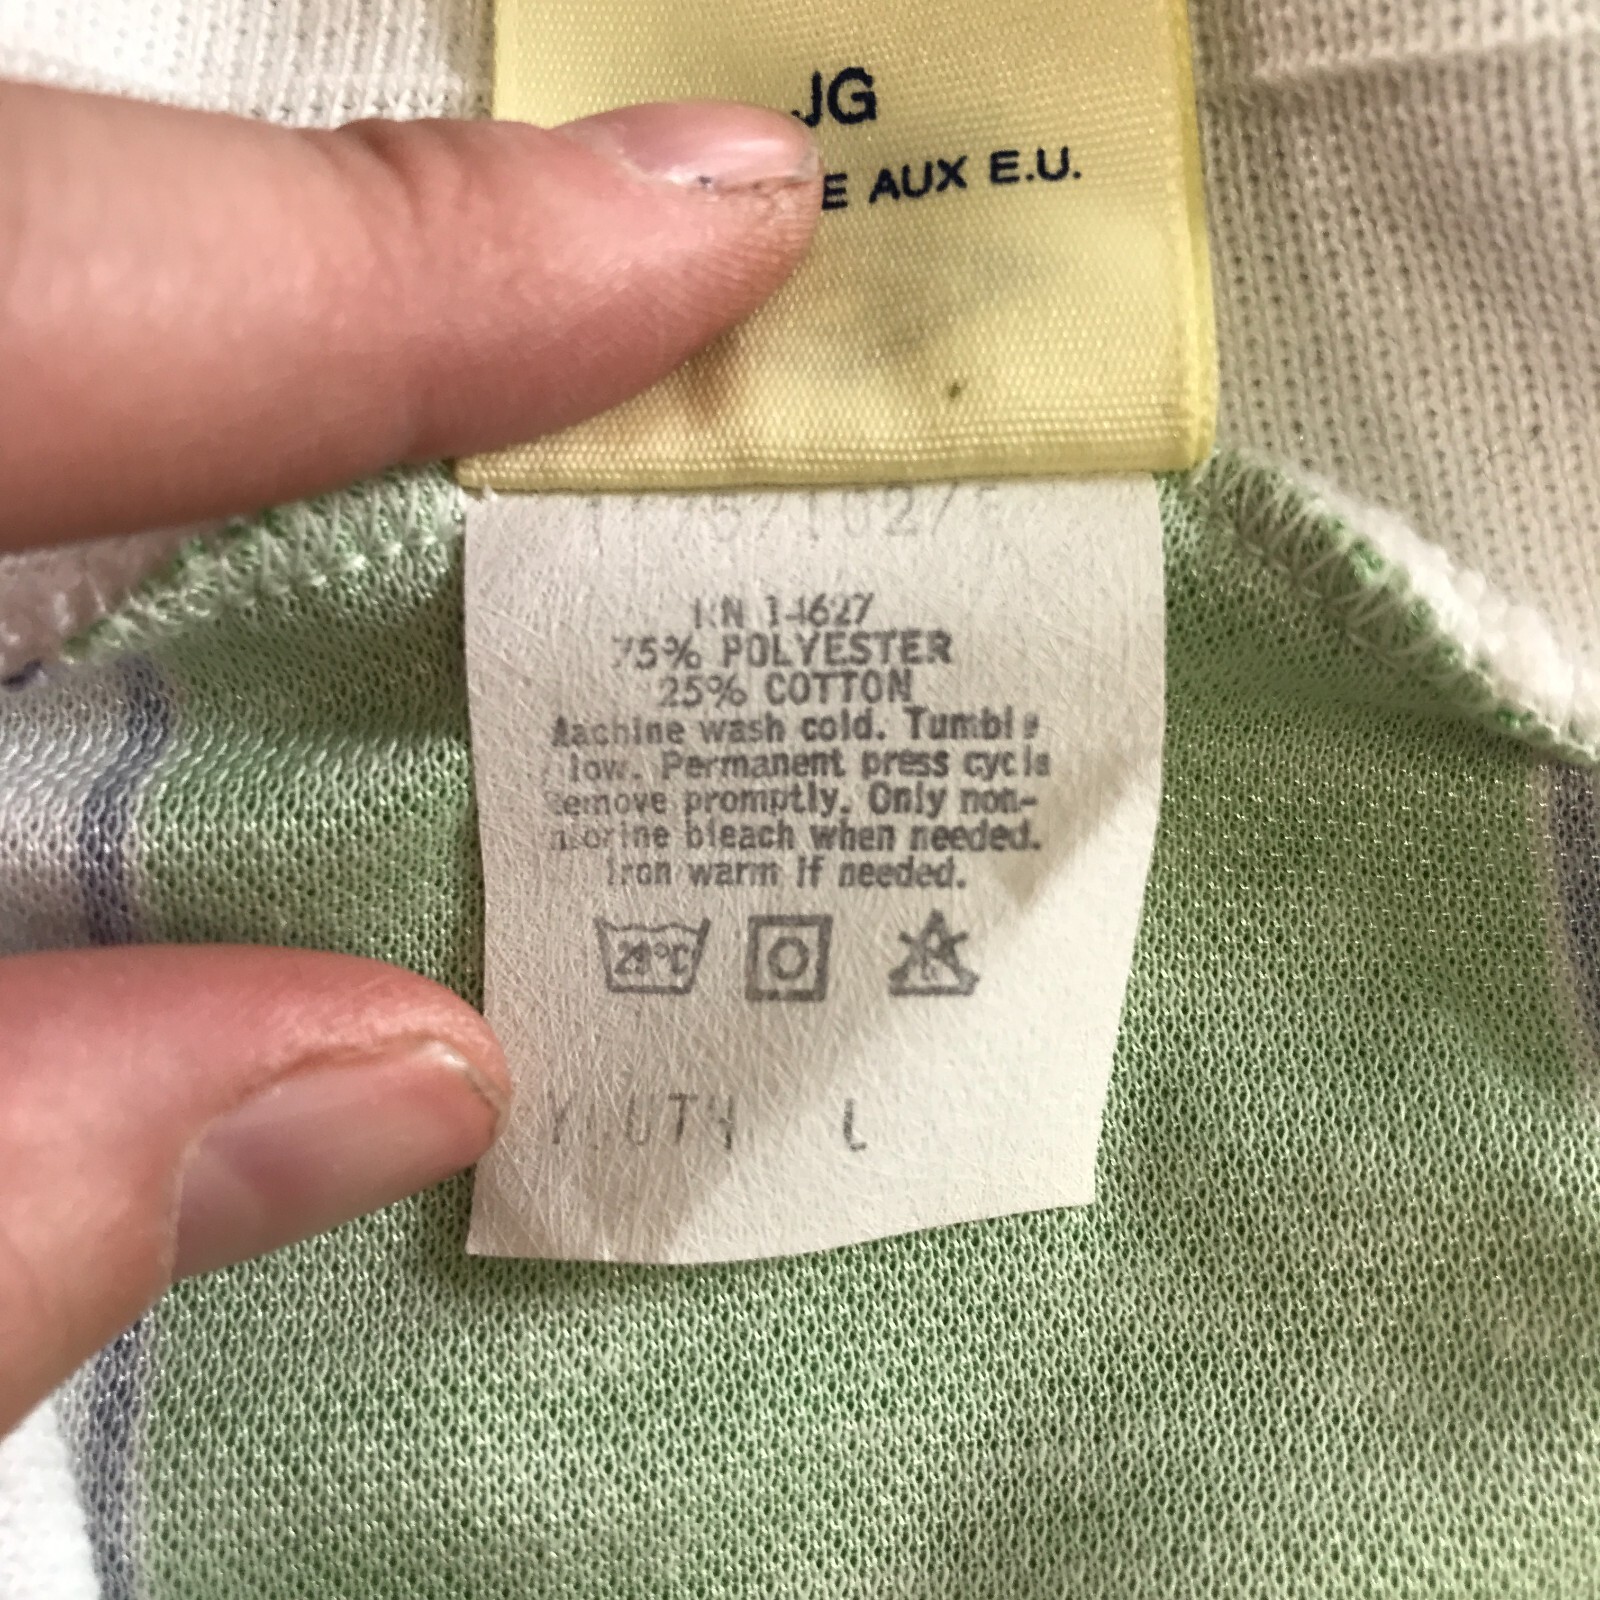 JG
E AUX E.U.
RN 14627
75% POLYESTER
25% COTTON
Machine wash cold. Tumble
low. Permanent press cycle
Remove promptly. Only non-
chlorine bleach when needed.
Iron warm if needed.
YOUTH L